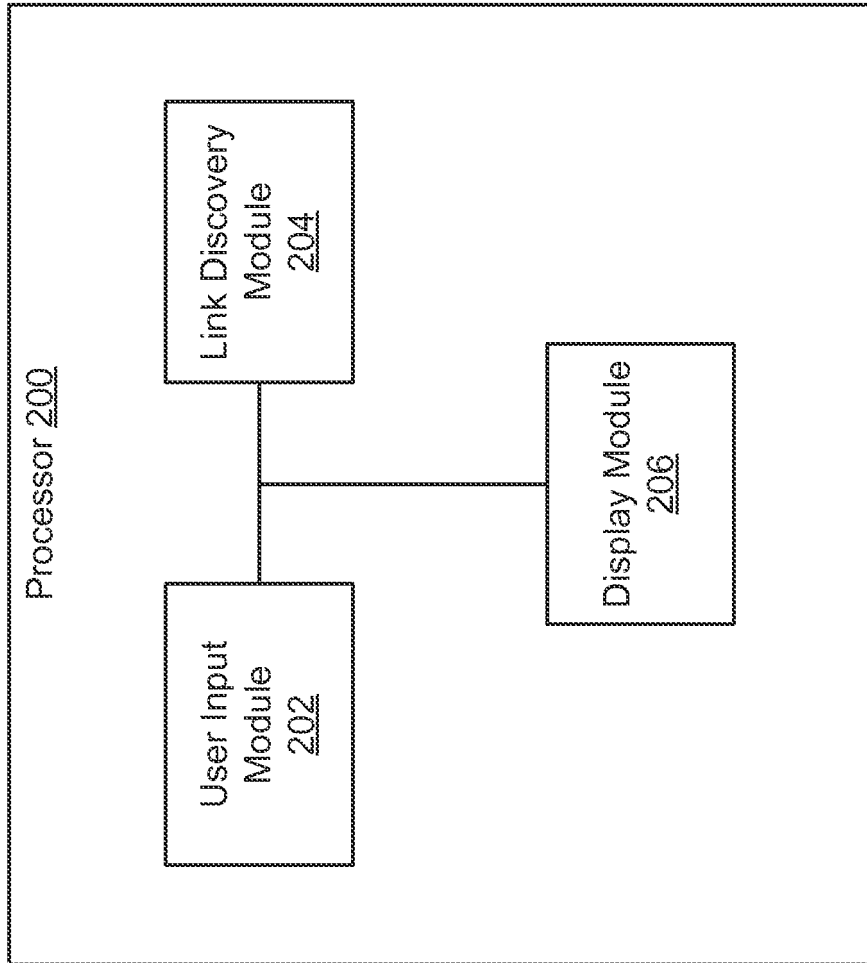 Processor 200
User Input
Module
202
Link Discovery
Module
204
Display Module
206